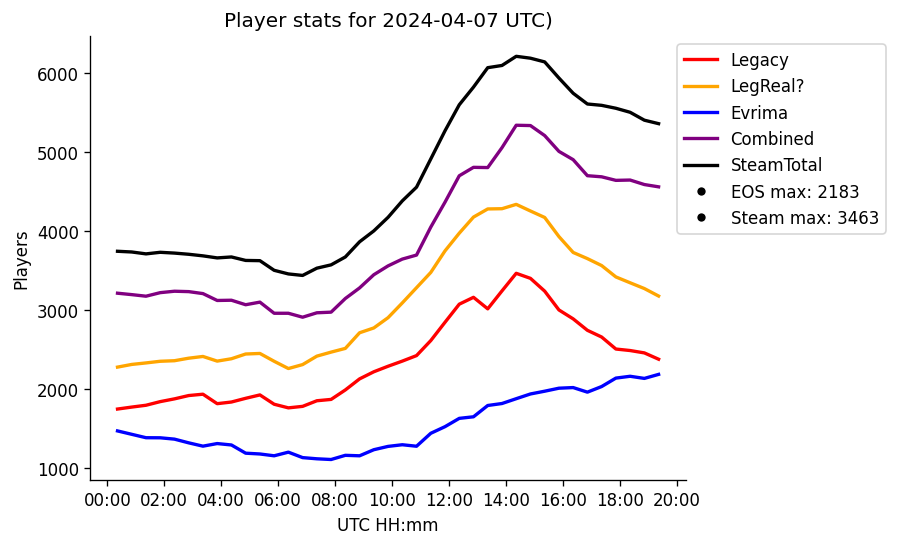 Player stats for 2024-04-07 UTC)
Legacy
LegReal?
Evrima
Combined
SteamTotal
EOS max: 2183
Steam max: 3463
Players
6000
5000
4000
3000
2000
1000
00:00 02:00 04:00 06:00 08:00 10:00 12:00 14:00 16:00 18:00 20:00
UTC HH:mm